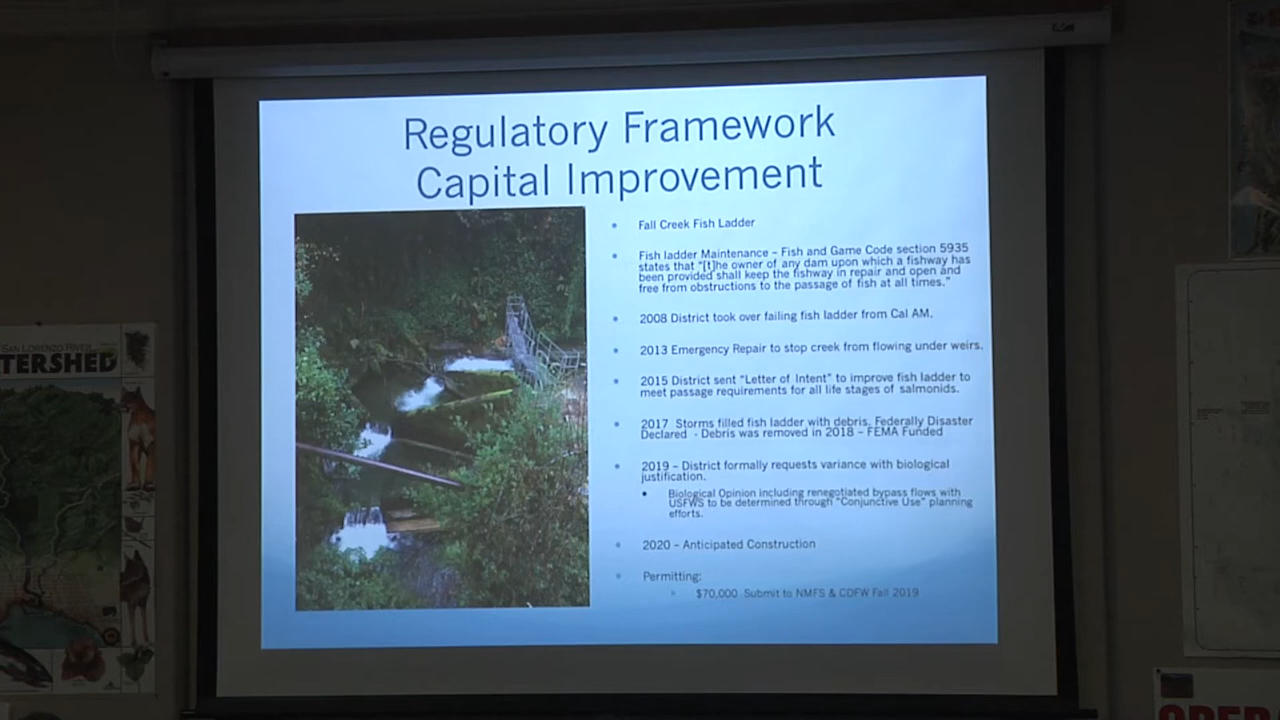 Regulatory Framework
Capital Improvement
Fall Creek Fish Ladder
Fish ladder Maintenance – Fish and Game Code section 5935
states that "[t]he owner of any dam upon which a fishway has
been provided shall keep the fishway in repair and open and
free from obstructions to the passage of fish at all times."
2008 District took over failing fish ladder from Cal AM.
2013 Emergency Repair to stop creek from flowing under weirs.
2015 District sent "Letter of Intent" to improve fish ladder to
meet passage requirements for all life stages of salmonids.
2017 Storms filled fish ladder with debris. Federally Disaster
Declared - Debris was removed in 2018 – FEMA Funded
2019 – District formally requests variance with biological
justification.
Biological Opinion including renegotiated bypass flows with
USFWS to be determined through "Conjunctive Use" planning
efforts.
2020 – Anticipated Construction
Permitting:
$70,000 Submit to NMFS & CDFW Fall 2019
SAN LORENZO RIVER
TERSHED